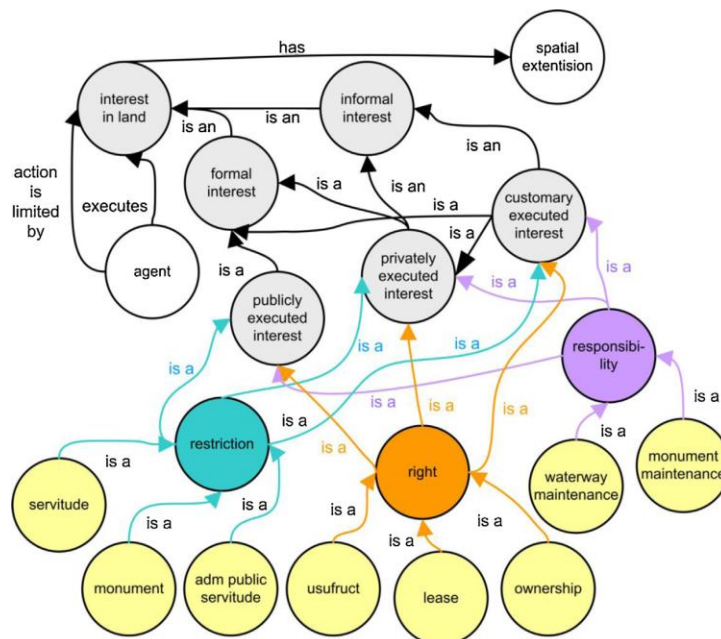 has
spatial
extentision
interest
in land
informal
interest
is an
is an
is an
formal
interest
action
is
limited
by
executes
is a
is an
is a
customary
executed
interest
is a
agent
is a
privately
executed
interest
is a
is a
publicly
executed
interest
is a
is a
is a
responsibi-
lity
is a
is a
is a
is a
restriction
is a
is a
right
is a
is a
servitude
waterway
maintenance
monument
maintenance
is a
is a
is a
is a
is a
monument
adm public
servitude
usufruct
lease
ownership